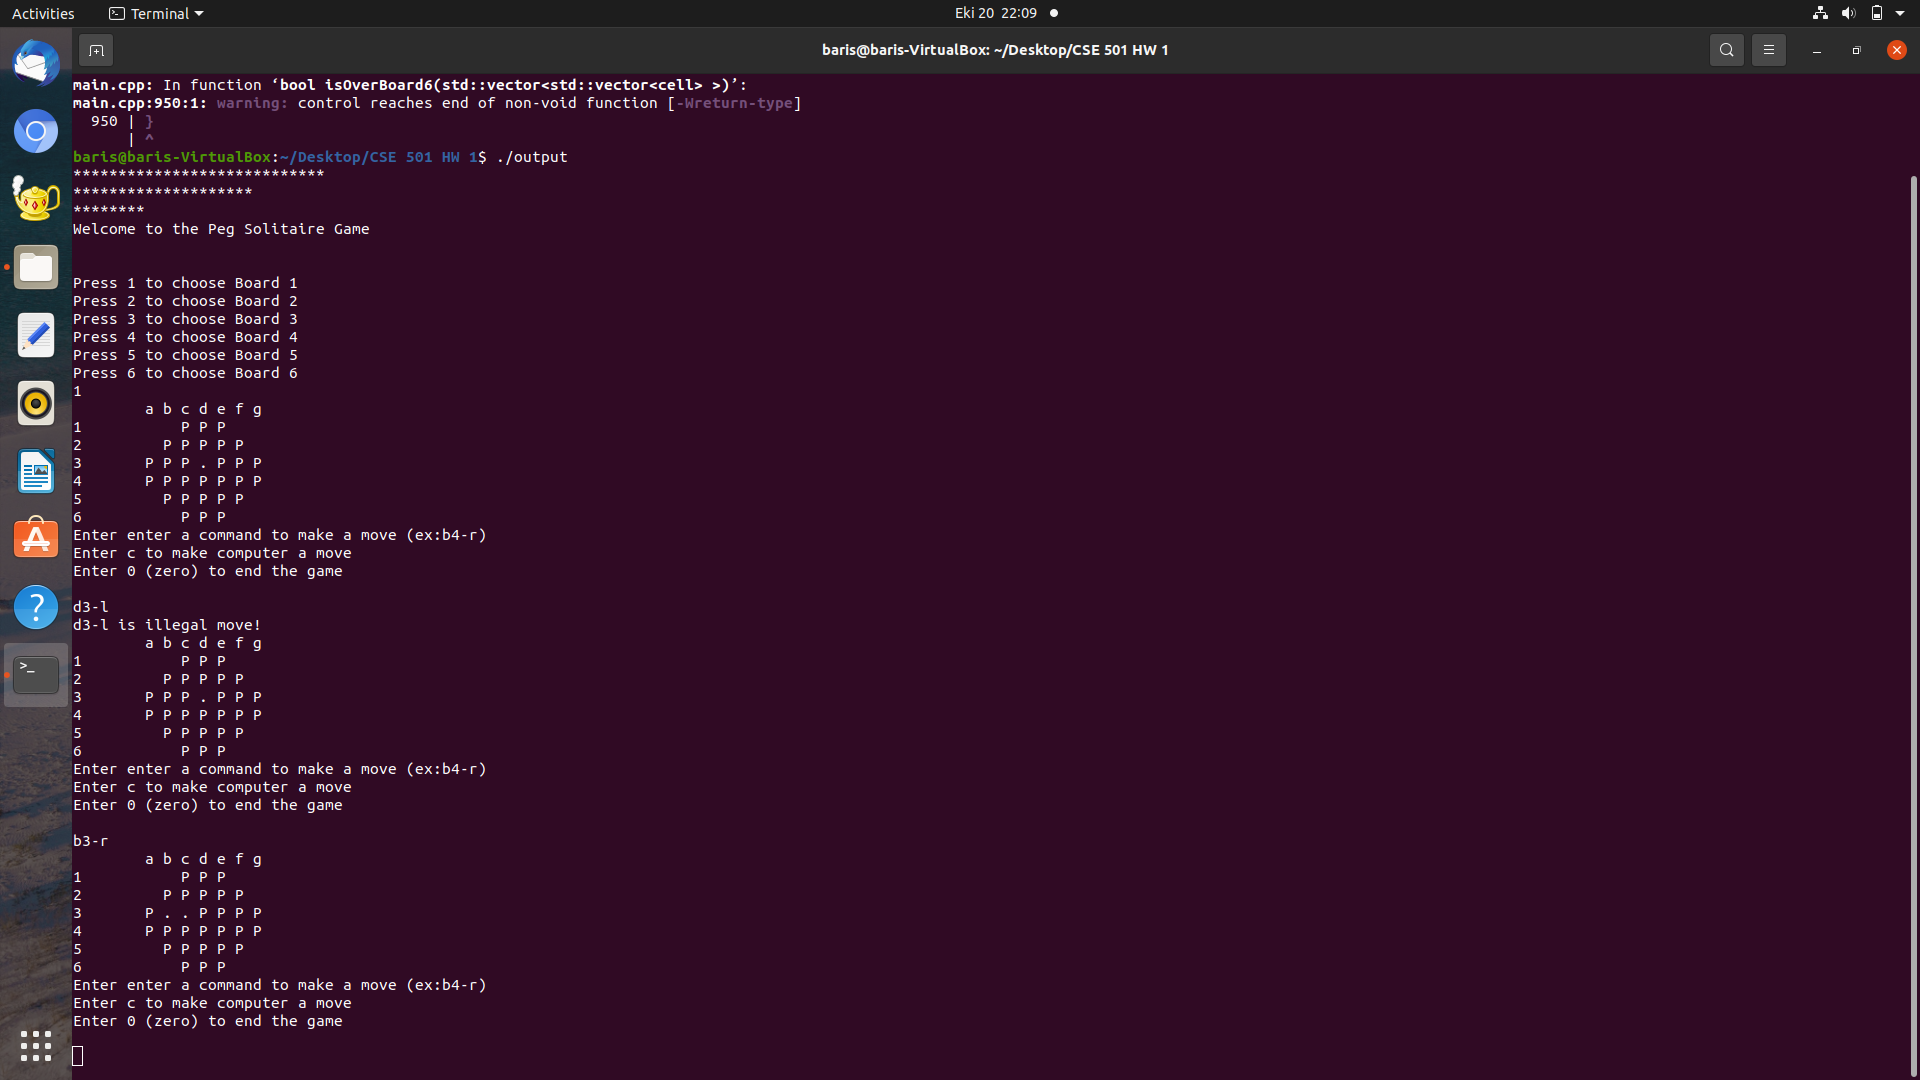 Activities Terminal Eki 20 22:09
baris@baris-VirtualBox: ~/Desktop/CSE 501 HW 1
main.cpp: In function ‘bool isOverBoard6(std::vector<std::vector<cell> >)’:
main.cpp:950:1: warning: control reaches end of non-void function [-Wreturn-type]
  950 | }
      | ^
baris@baris-VirtualBox:~/Desktop/CSE 501 HW 1$ ./output
****************************
********************
********
Welcome to the Peg Solitaire Game
Press 1 to choose Board 1
Press 2 to choose Board 2
Press 3 to choose Board 3
Press 4 to choose Board 4
Press 5 to choose Board 5
Press 6 to choose Board 6
1
        a b c d e f g
1           P P P
2         P P P P P
3       P P P . P P P
4       P P P P P P P
5         P P P P P
6           P P P
Enter enter a command to make a move (ex:b4-r)
Enter c to make computer a move
Enter 0 (zero) to end the game
d3-l
d3-l is illegal move!
        a b c d e f g
1           P P P
2         P P P P P
3       P P P . P P P
4       P P P P P P P
5         P P P P P
6           P P P
Enter enter a command to make a move (ex:b4-r)
Enter c to make computer a move
Enter 0 (zero) to end the game
b3-r
        a b c d e f g
1           P P P
2         P P P P P
3       P . . P P P P
4       P P P P P P P
5         P P P P P
6           P P P
Enter enter a command to make a move (ex:b4-r)
Enter c to make computer a move
Enter 0 (zero) to end the game